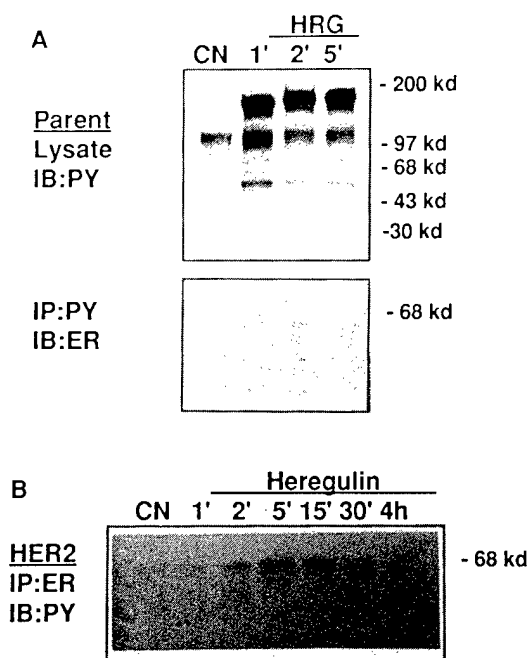 A
HRG
CN 1' 2' 5'
Parent
Lysate
IB:PY
- 200 kd
- 97 kd
- 68 kd
- 43 kd
-30 kd
IP:PY
IB:ER
- 68 kd
B
Heregulin
CN 1' 2' 5' 15' 30' 4h
HER2
IP:ER
IB:PY
- 68 kd